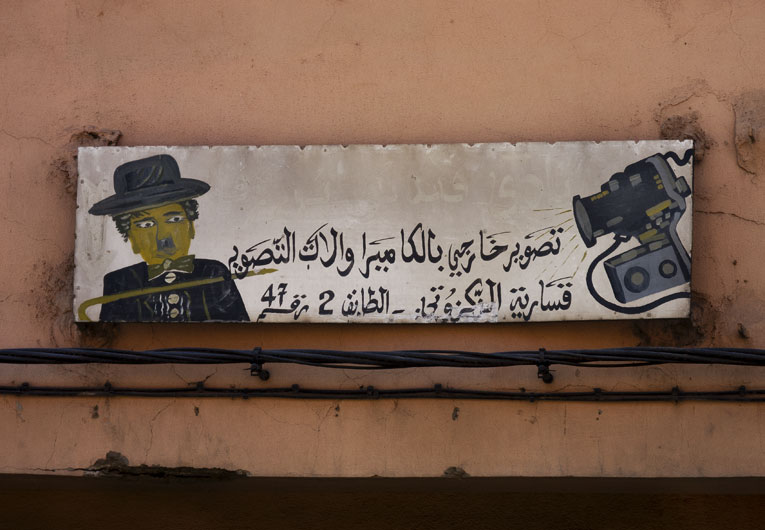 تصوير خارجي بالكاميرا والات التصوير
قسارية - الطابق 2 رقم 47